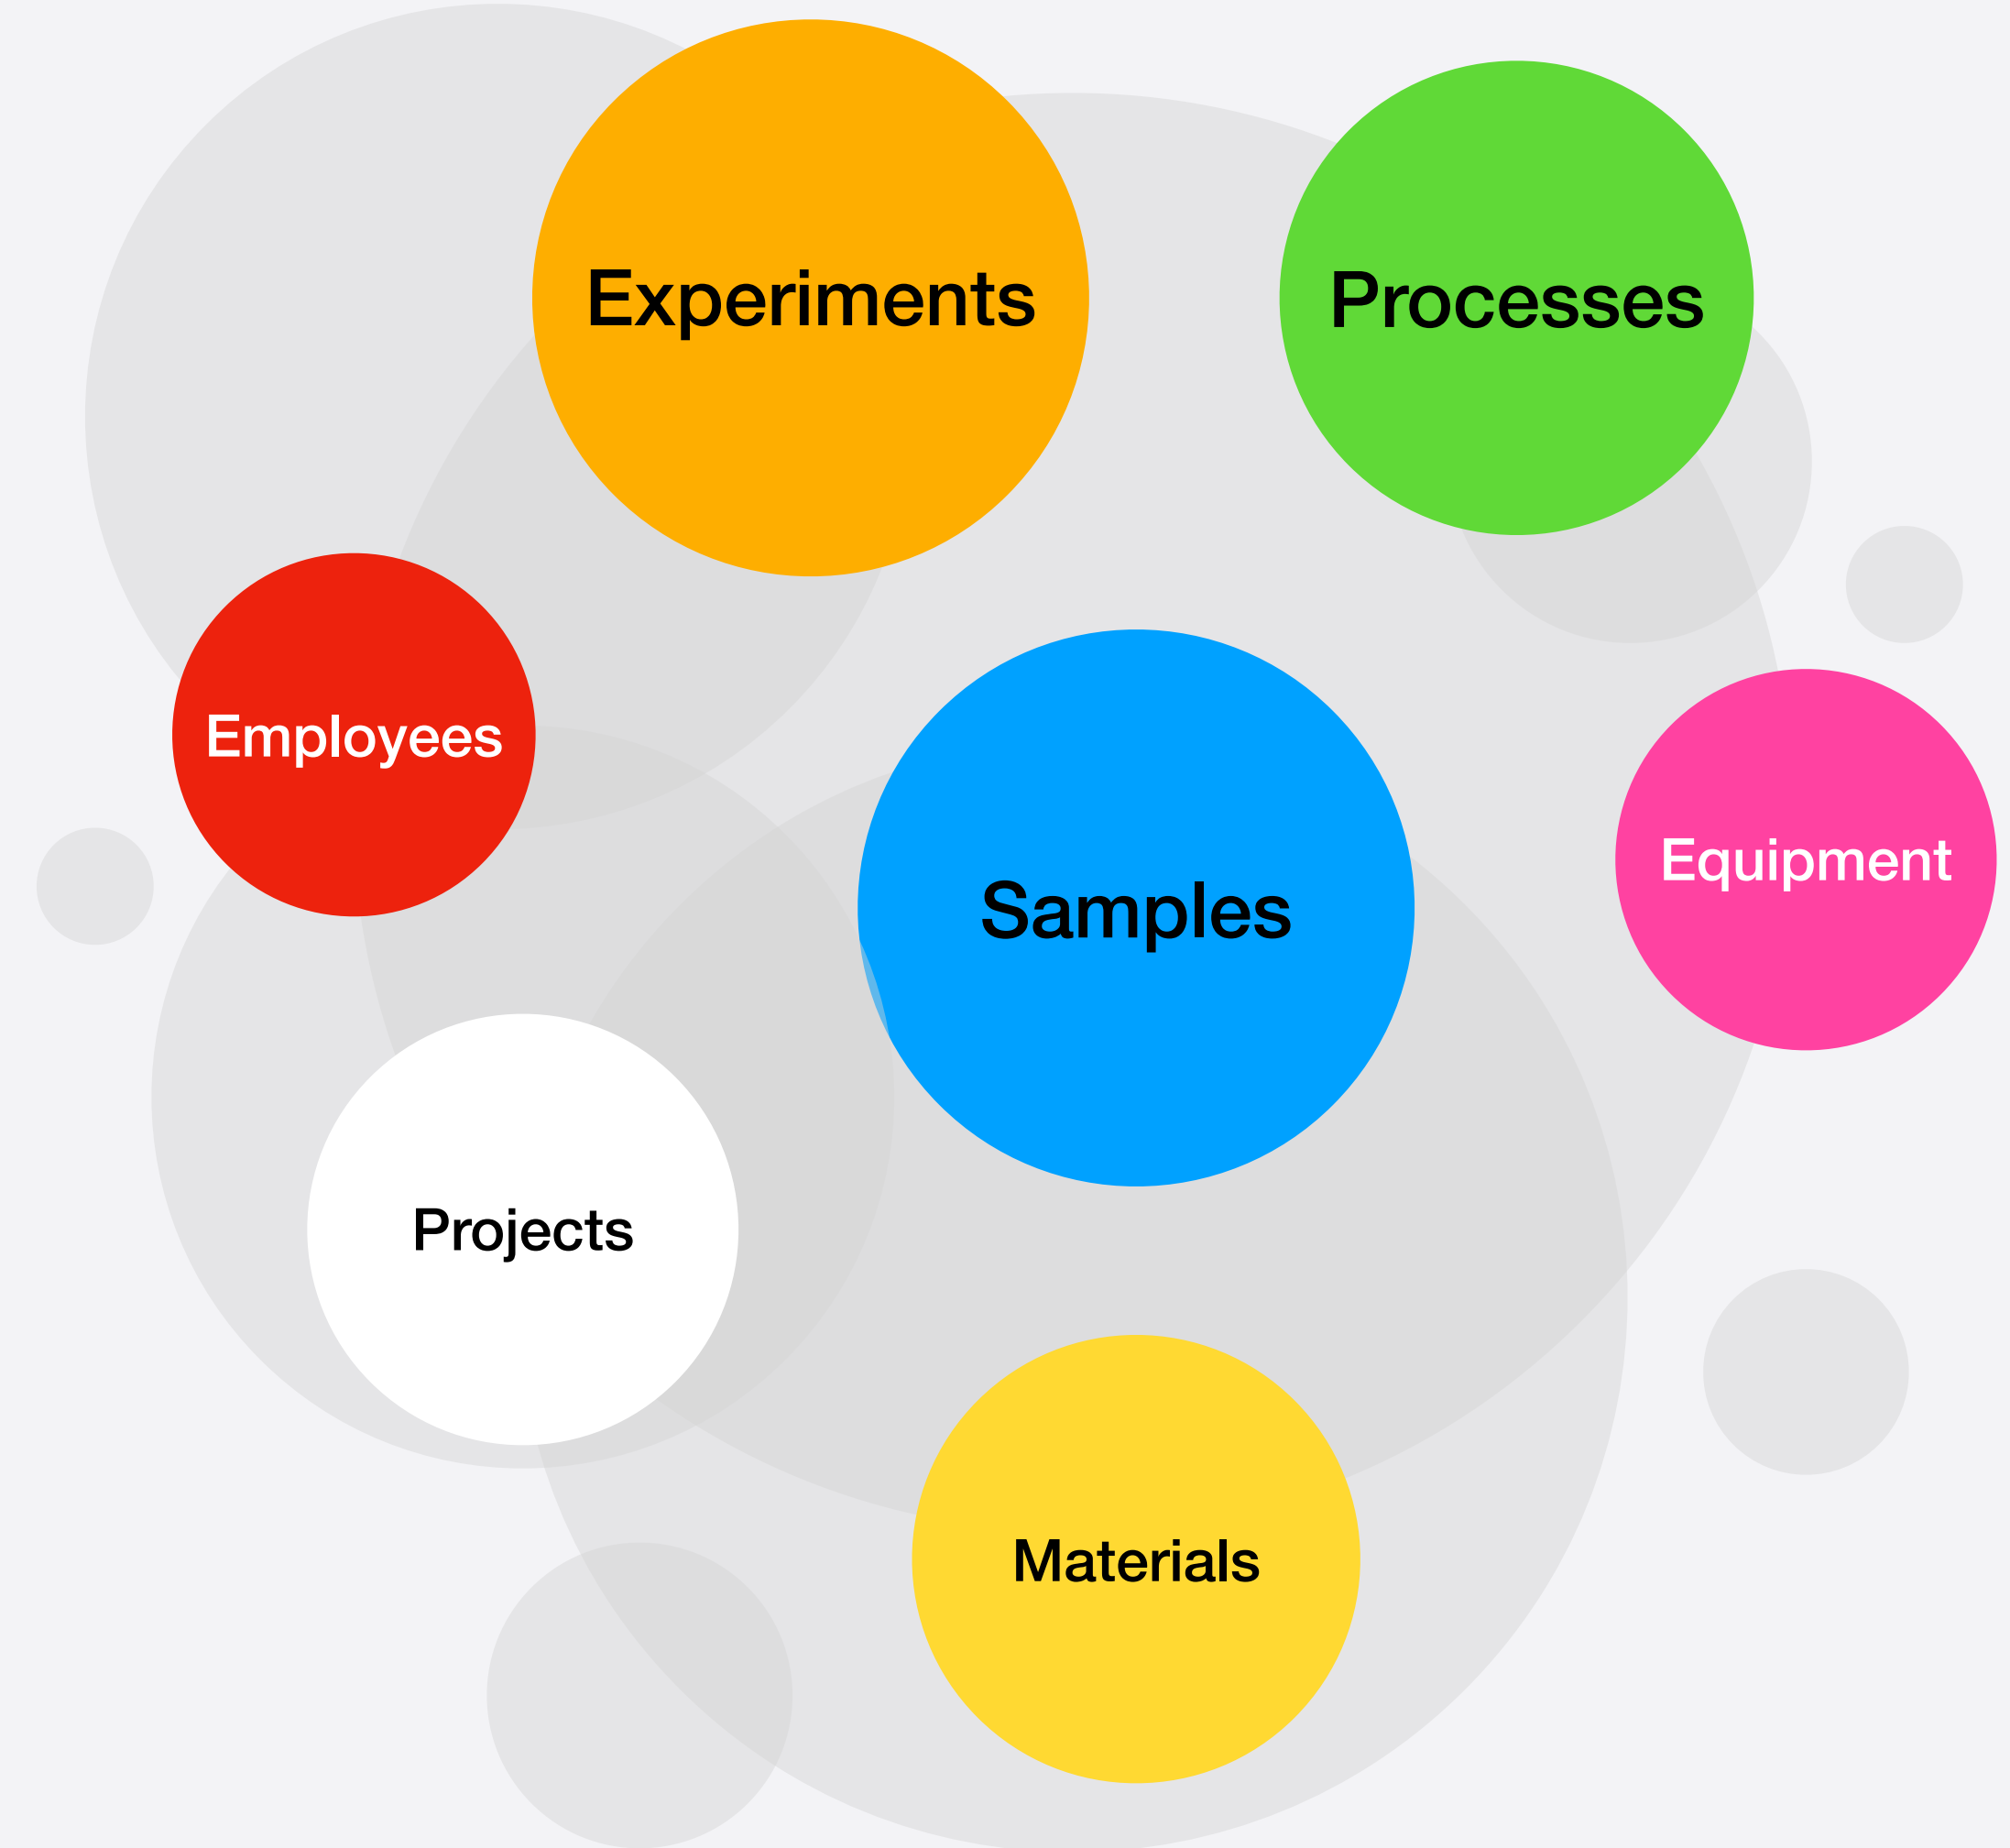 Experiments
Processes
Employees
Equipment
Samples
Projects
Materials